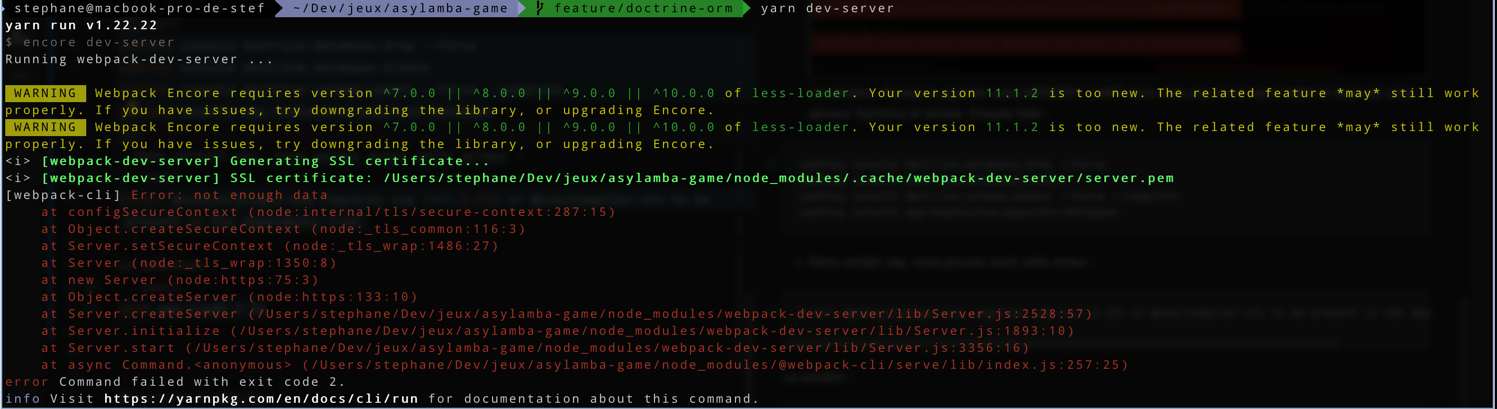 stephane@macbook-pro-de-stef ~/Dev/jeux/asylamba-game feature/doctrine-orm yarn dev-server
yarn run v1.22.22
$ encore dev-server
Running webpack-dev-server ...
WARNING Webpack Encore requires version ^7.0.0 || ^8.0.0 || ^9.0.0 || ^10.0.0 of less-loader. Your version 11.1.2 is too new. The related feature *may* still work
properly. If you have issues, try downgrading the library, or upgrading Encore.
WARNING Webpack Encore requires version ^7.0.0 || ^8.0.0 || ^9.0.0 || ^10.0.0 of less-loader. Your version 11.1.2 is too new. The related feature *may* still work
properly. If you have issues, try downgrading the library, or upgrading Encore.
<i> [webpack-dev-server] Generating SSL certificate...
<i> [webpack-dev-server] SSL certificate: /Users/stephane/Dev/jeux/asylamba-game/node_modules/.cache/webpack-dev-server/server.pem
[webpack-cli] Error: not enough data
at configSecureContext (node:internal/tls/secure-context:287:15)
at Object.createSecureContext (node:_tls_common:116:3)
at Server.setSecureContext (node:_tls_wrap:1486:27)
at Server (node:_tls_wrap:1350:8)
at new Server (node:https:75:3)
at Object.createServer (node:https:133:10)
at Server.createServer (/Users/stephane/Dev/jeux/asylamba-game/node_modules/webpack-dev-server/lib/Server.js:2528:57)
at Server.initialize (/Users/stephane/Dev/jeux/asylamba-game/node_modules/webpack-dev-server/lib/Server.js:1893:10)
at Server.start (/Users/stephane/Dev/jeux/asylamba-game/node_modules/webpack-dev-server/lib/Server.js:3356:16)
at async Command.<anonymous> (/Users/stephane/Dev/jeux/asylamba-game/node_modules/@webpack-cli/serve/lib/index.js:257:25)
error Command failed with exit code 2.
info Visit https://yarnpkg.com/en/docs/cli/run for documentation about this command.